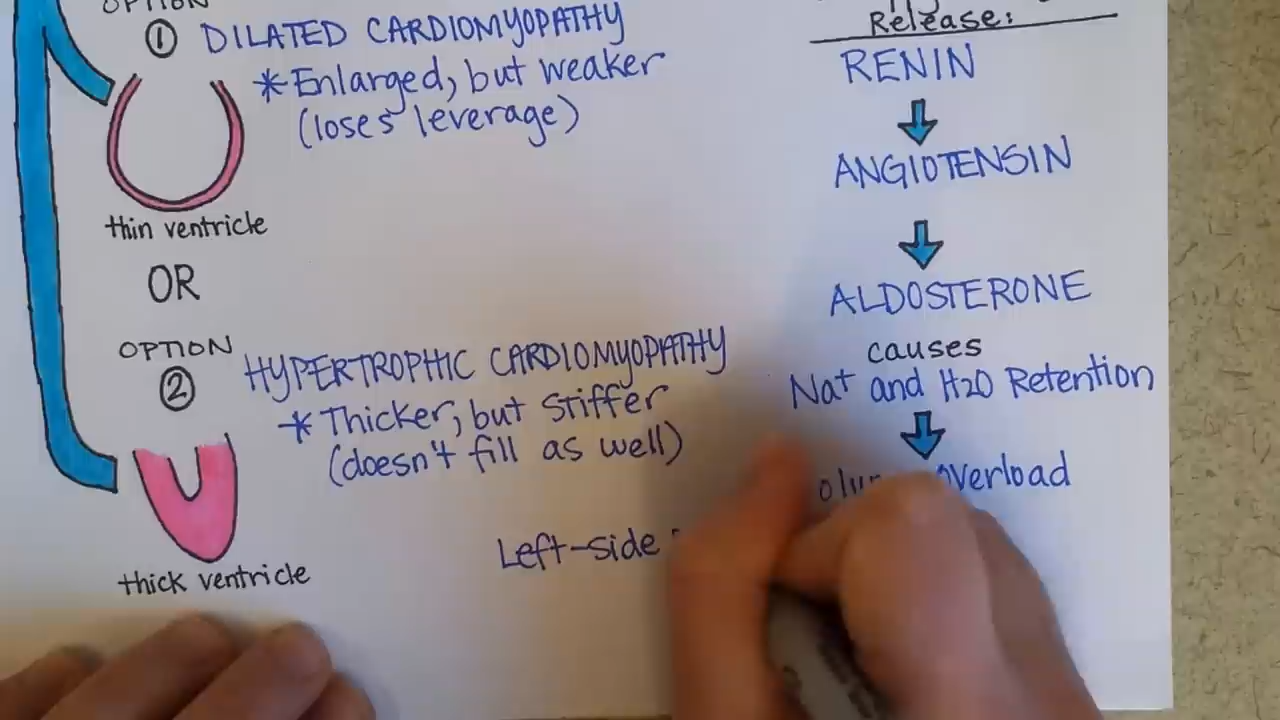 OPTION
① DILATED CARDIOMYOPATHY
* Enlarged, but weaker
(loses leverage)
thin ventricle
OR
OPTION
② HYPERTROPHIC CARDIOMYOPATHY
* Thicker, but stiffer
(doesn't fill as well)
thick ventricle
Left-side
Release:
RENIN
ANGIOTENSIN
ALDOSTERONE
causes
Na+ and H2O Retention
overload